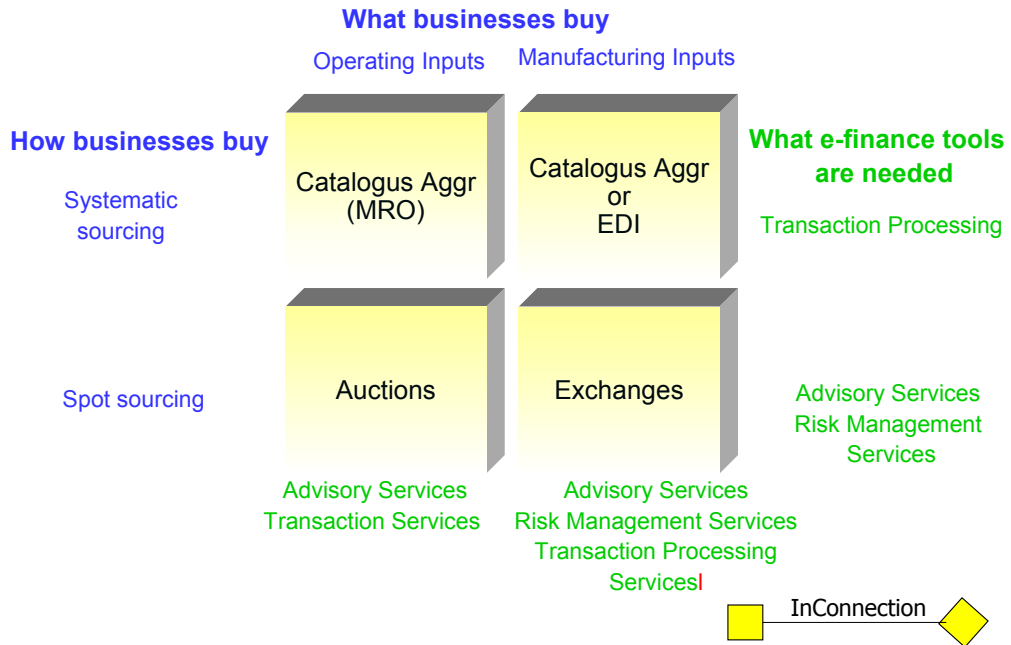 What businesses buy
Operating Inputs
Manufacturing Inputs
How businesses buy
What e-finance tools
are needed
Systematic
sourcing
Catalogus Aggr
(MRO)
Catalogus Aggr
or
EDI
Transaction Processing
Spot sourcing
Auctions
Exchanges
Advisory Services
Risk Management
Services
Advisory Services
Transaction Services
Advisory Services
Risk Management Services
Transaction Processing
Servicesl
InConnection